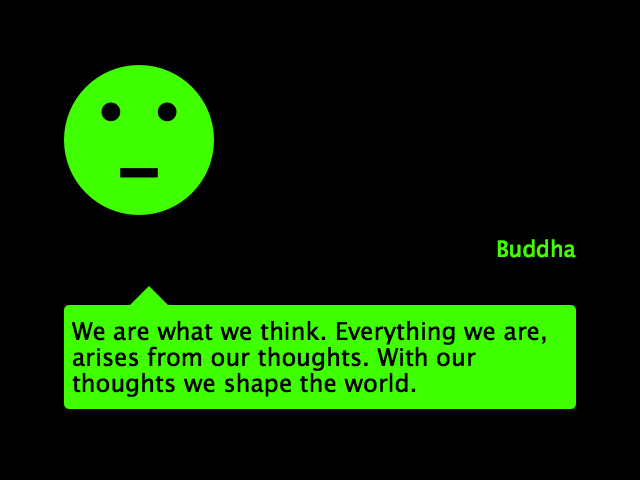 Buddha
We are what we think. Everything we are,
arises from our thoughts. With our
thoughts we shape the world.